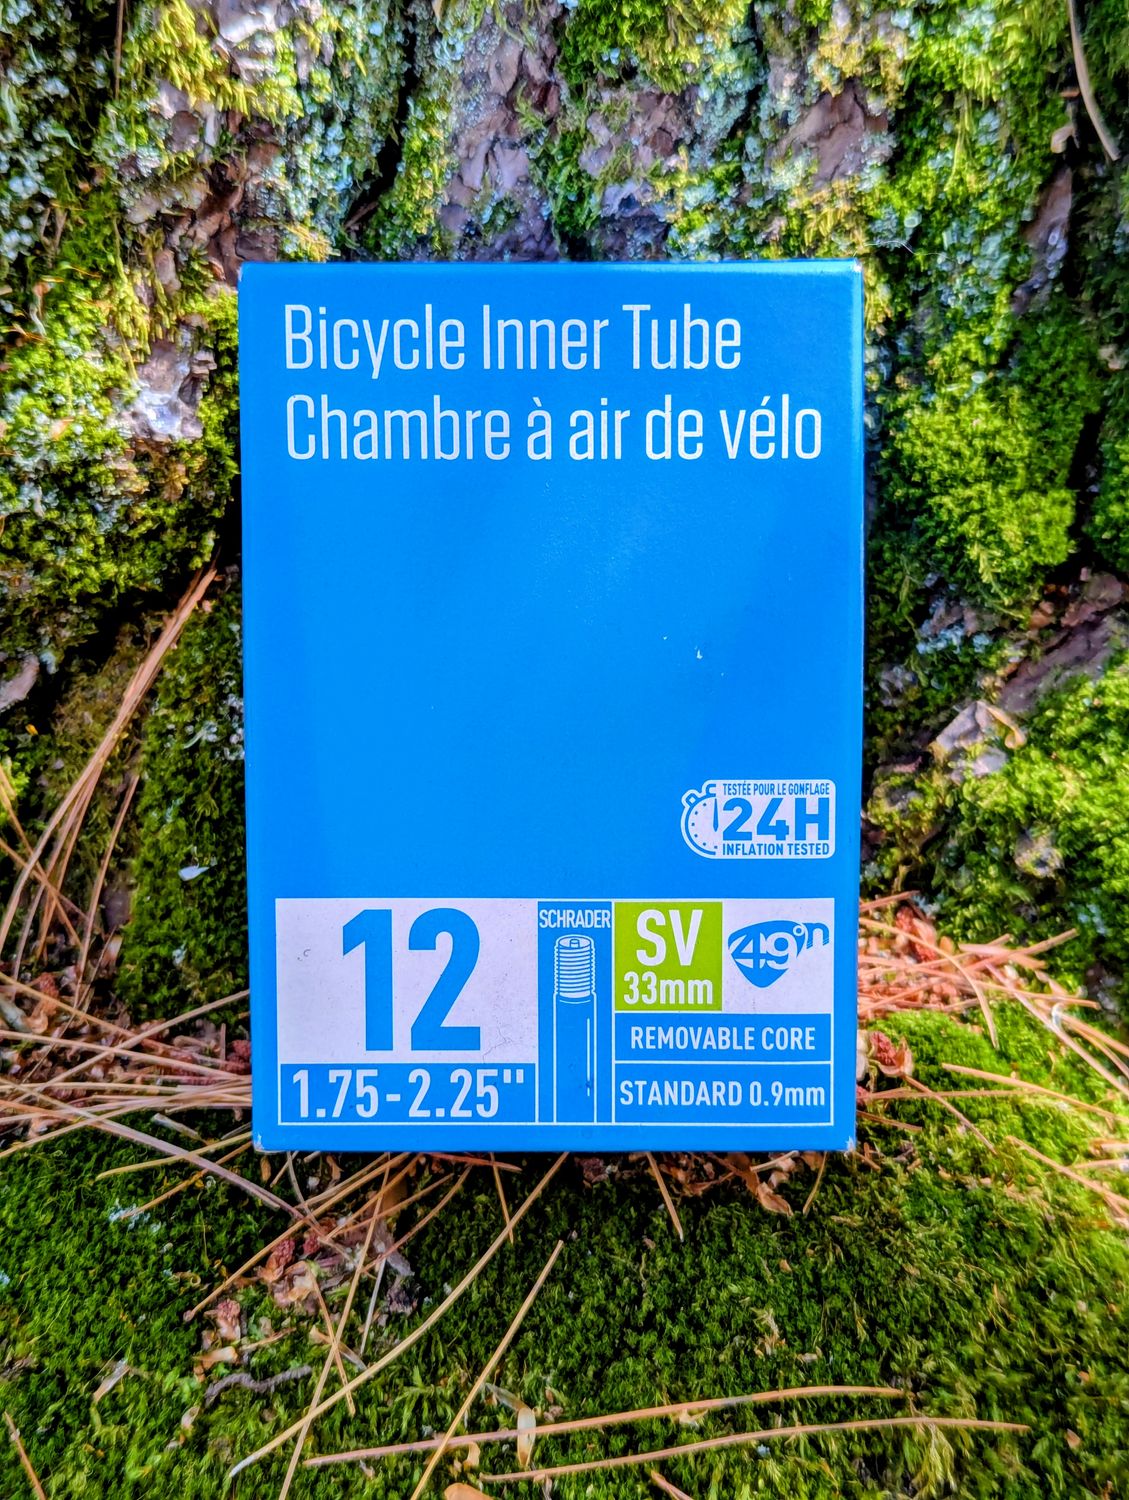 Bicycle Inner Tube
Chambre à air de vélo
TESTÉE POUR LE GONFLAGE
24H
INFLATION TESTED
12
1.75-2.25"
SCHRADER
SV
33mm
49°n
REMOVABLE CORE
STANDARD 0.9mm